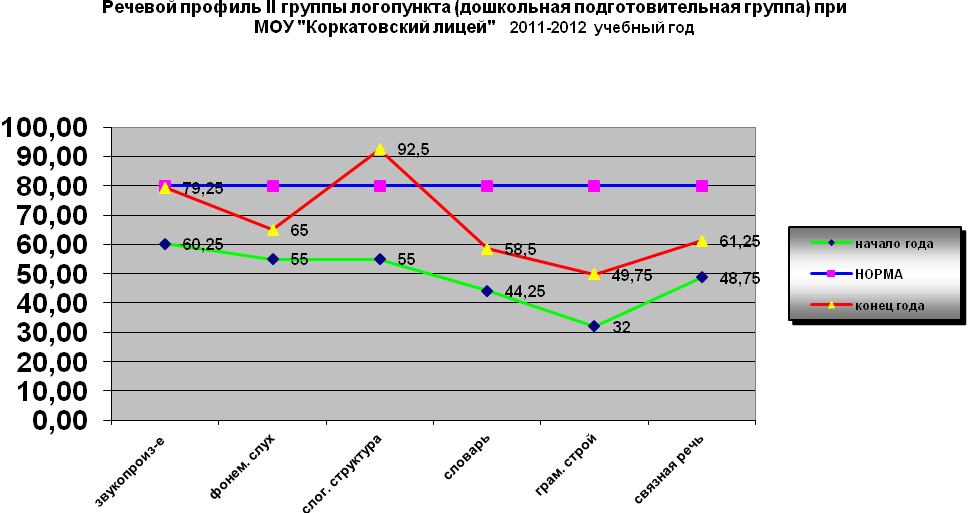 Речевой профиль II группы логопункта (дошкольная подготовительная группа) при
МОУ "Коркатовский лицей" 2011-2012 учебный год
100,00
90,00
80,00
70,00
60,00
50,00
40,00
30,00
20,00
10,00
0,00
92,5
79,25
65
60,25
55
55
58,5
61,25
44,25
49,75
48,75
32
звукопроиз-е
фонем. слух
слог. структура
словарь
грам. строй
связная речь
начало года
НОРМА
конец года